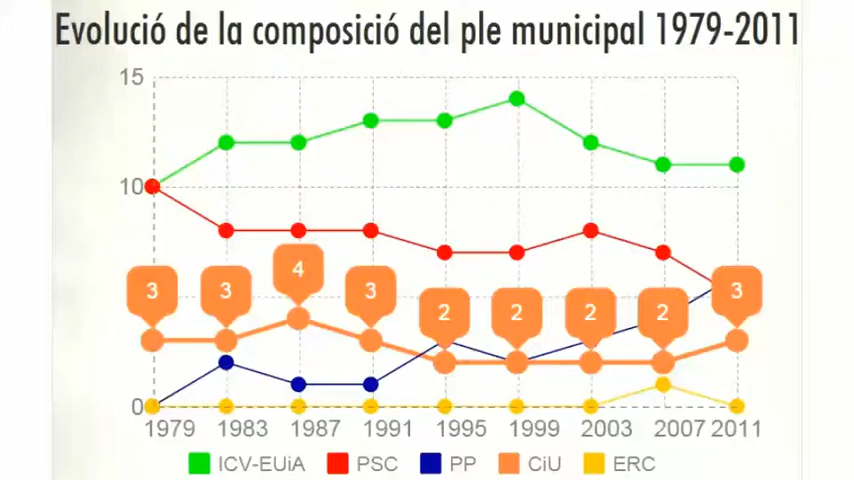 Evolució de la composició del ple municipal 1979-2011
15
10
4
3 3 3 3
2 2 2 2
0
1979 1983 1987 1991 1995 1999 2003 2007 2011
ICV-EUiA PSC PP CiU ERC